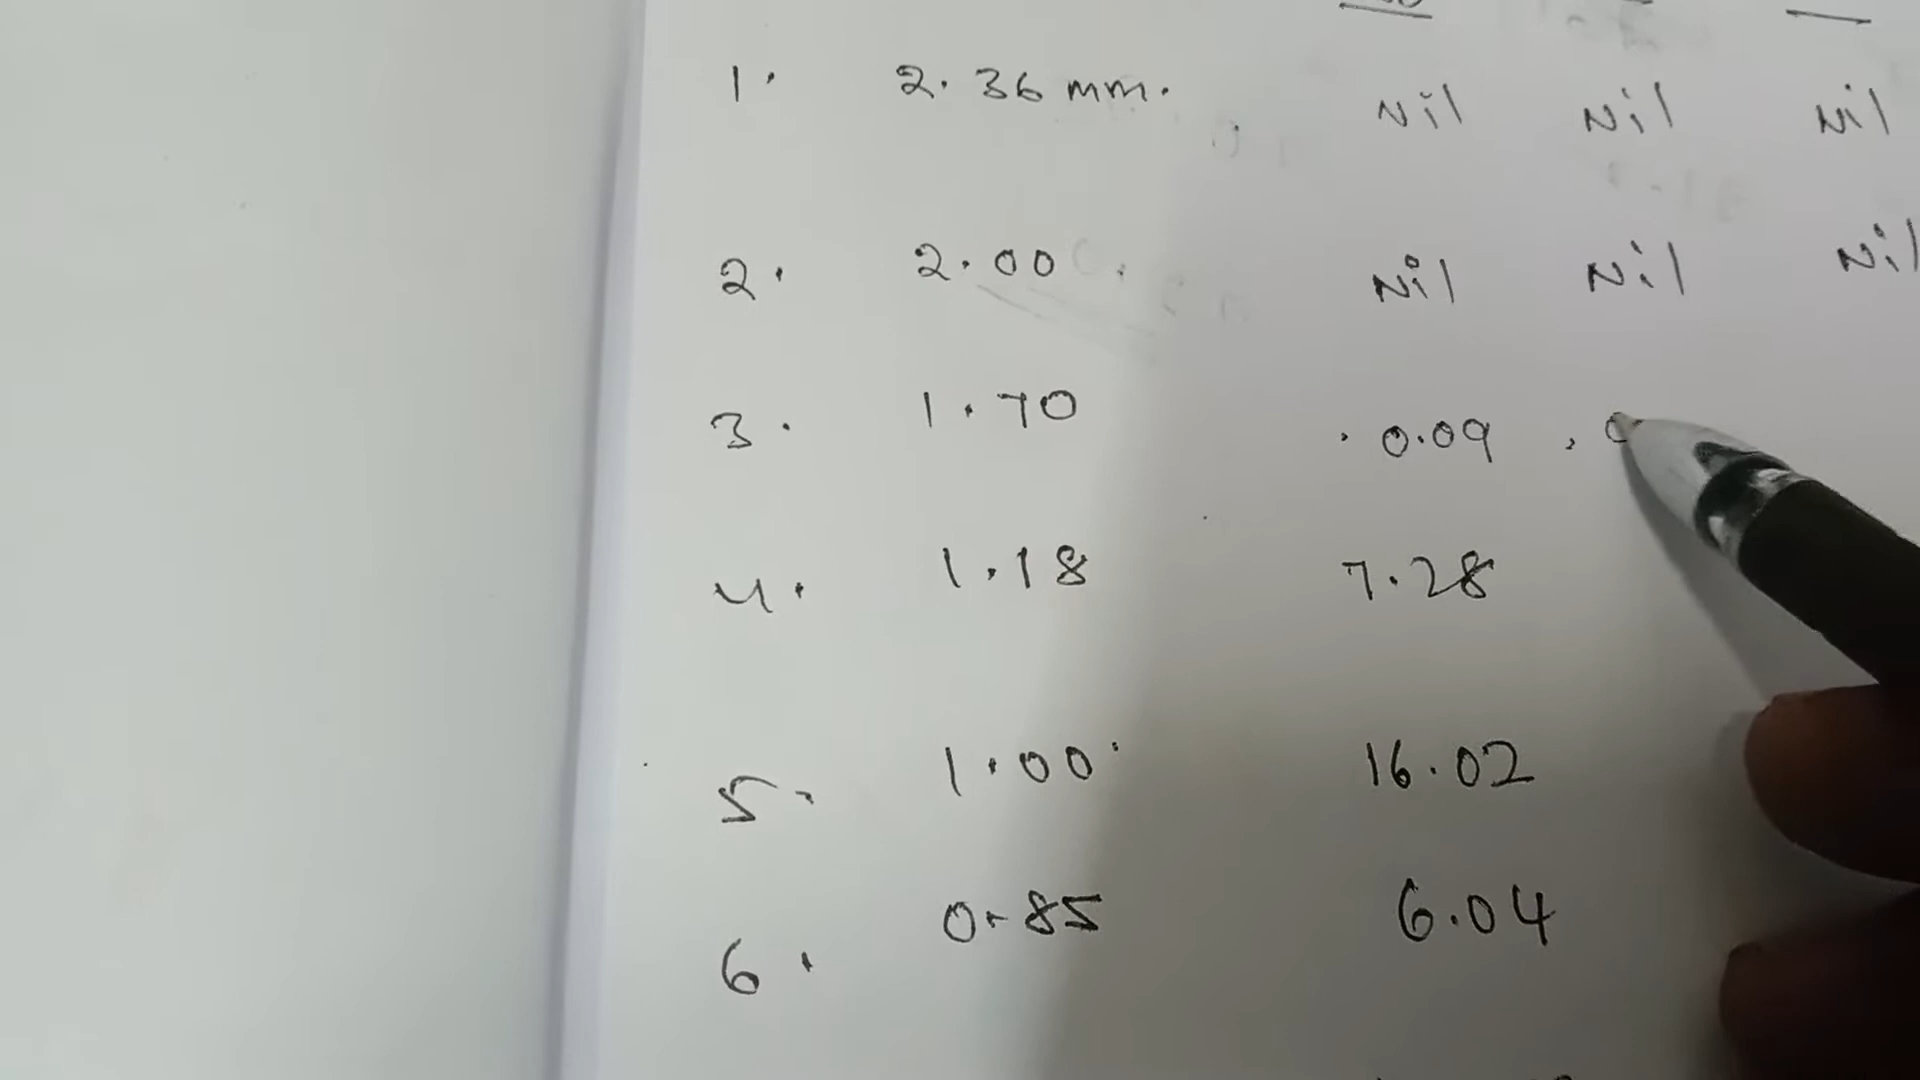 1. 2.36 mm. Nil Nil Nil
2. 2.00 Nil Nil Nil
3. 1.70 0.09
4. 1.18 7.28
5. 1.00 16.02
6. 0.85 6.04